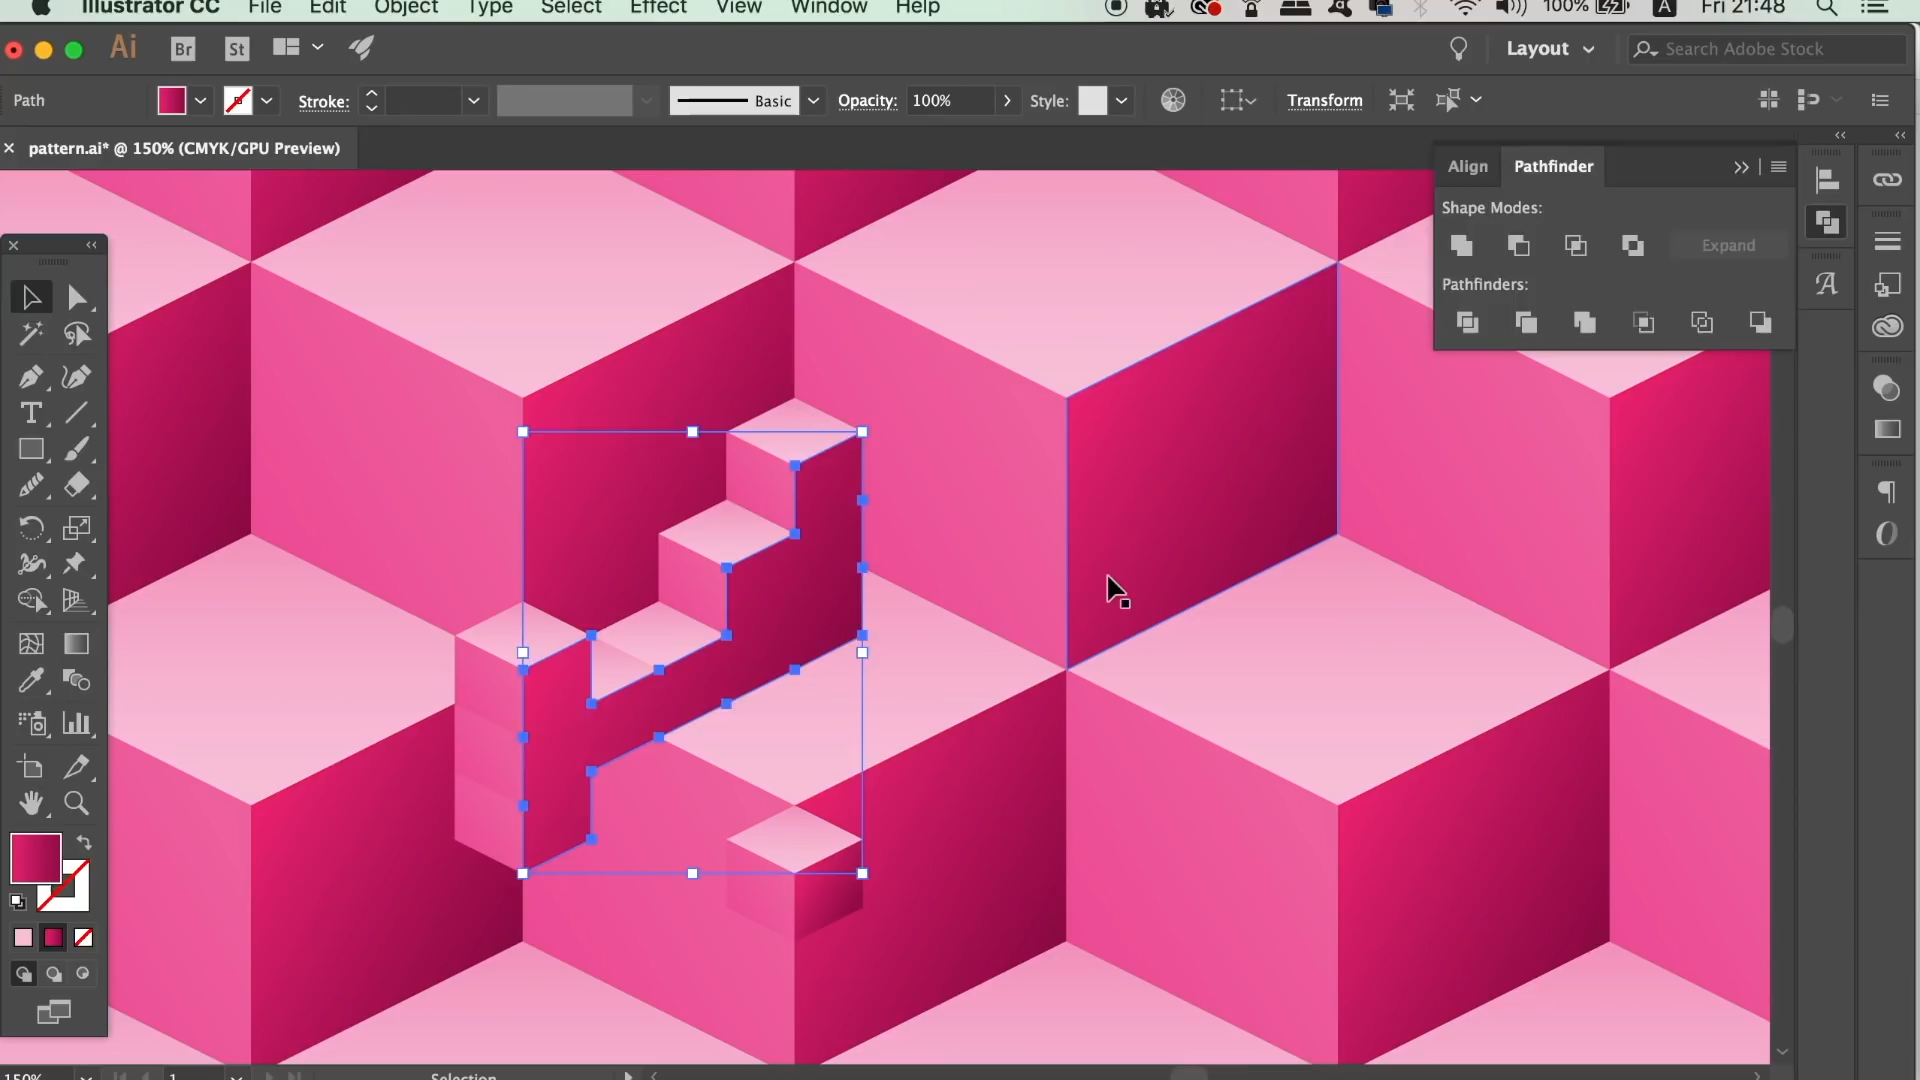 Illustrator CC File Edit Object Type Select Effect View Window Help 100% A Fri 21:48
Ai Br St Layout Search Adobe Stock
Path Stroke: Basic Opacity: 100% Style: Transform
pattern.ai* @ 150% (CMYK/GPU Preview)
Align Pathfinder
Shape Modes:
Expand
Pathfinders:
150% 1 Selection